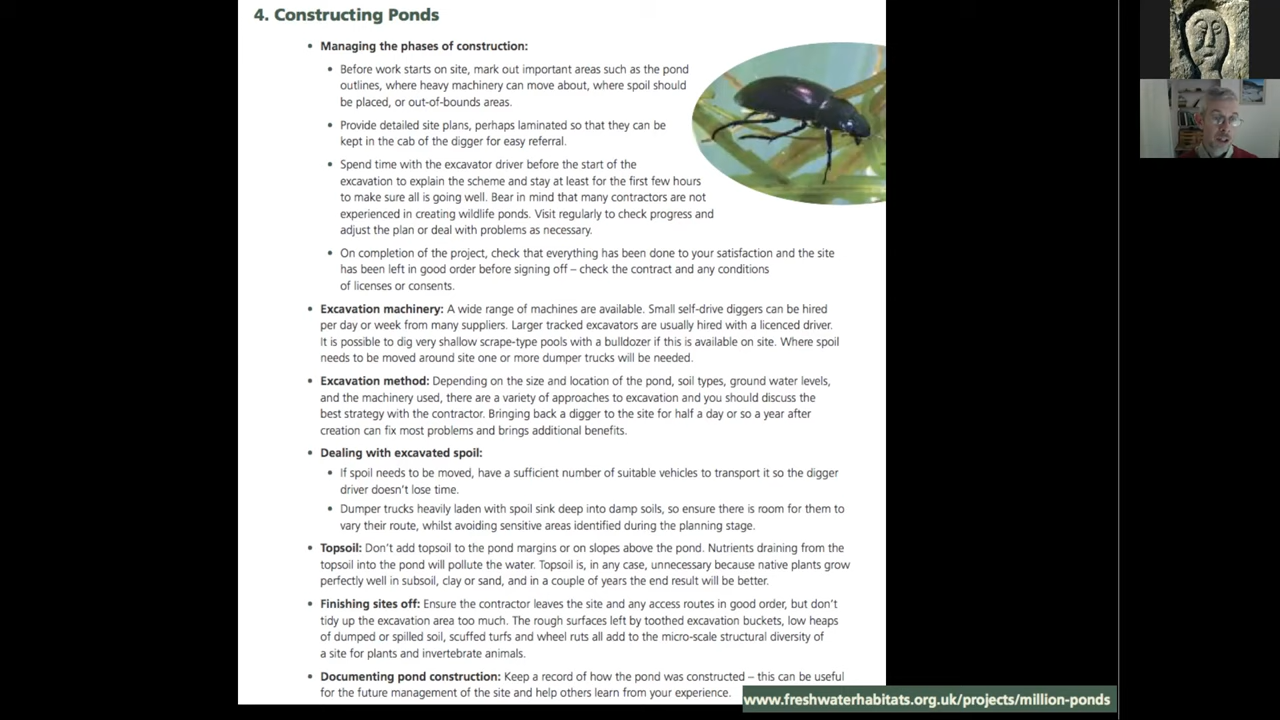 4. Constructing Ponds
• Managing the phases of construction:
• Before work starts on site, mark out important areas such as the pond
outlines, where heavy machinery can move about, where spoil should
be placed, or out-of-bounds areas.
• Provide detailed site plans, perhaps laminated so that they can be
kept in the cab of the digger for easy referral.
• Spend time with the excavator driver before the start of the
excavation to explain the scheme and stay at least for the first few hours
to make sure all is going well. Bear in mind that many contractors are not
experienced in creating wildlife ponds. Visit regularly to check progress and
adjust the plan or deal with problems as necessary.
• On completion of the project, check that everything has been done to your satisfaction and the site
has been left in good order before signing off – check the contract and any conditions
of licenses or consents.
• Excavation machinery: A wide range of machines are available. Small self-drive diggers can be hired
per day or week from many suppliers. Larger tracked excavators are usually hired with a licenced driver.
It is possible to dig very shallow scrape-type pools with a bulldozer if this is available on site. Where spoil
needs to be moved around site one or more dumper trucks will be needed.
• Excavation method: Depending on the size and location of the pond, soil types, ground water levels,
and the machinery used, there are a variety of approaches to excavation and you should discuss the
best strategy with the contractor. Bringing back a digger to the site for half a day or so a year after
creation can fix most problems and brings additional benefits.
• Dealing with excavated spoil:
• If spoil needs to be moved, have a sufficient number of suitable vehicles to transport it so the digger
driver doesn't lose time.
• Dumper trucks heavily laden with spoil sink deep into damp soils, so ensure there is room for them to
vary their route, whilst avoiding sensitive areas identified during the planning stage.
• Topsoil: Don't add topsoil to the pond margins or on slopes above the pond. Nutrients draining from the
topsoil into the pond will pollute the water. Topsoil is, in any case, unnecessary because native plants grow
perfectly well in subsoil, clay or sand, and in a couple of years the end result will be better.
• Finishing sites off: Ensure the contractor leaves the site and any access routes in good order, but don't
tidy up the excavation area too much. The rough surfaces left by toothed excavation buckets, low heaps
of dumped or spilled soil, scuffed turfs and wheel ruts all add to the micro-scale structural diversity of
a site for plants and invertebrate animals.
• Documenting pond construction: Keep a record of how the pond was constructed – this can be useful
for the future management of the site and help others learn from your experience.
www.freshwaterhabitats.org.uk/projects/million-ponds